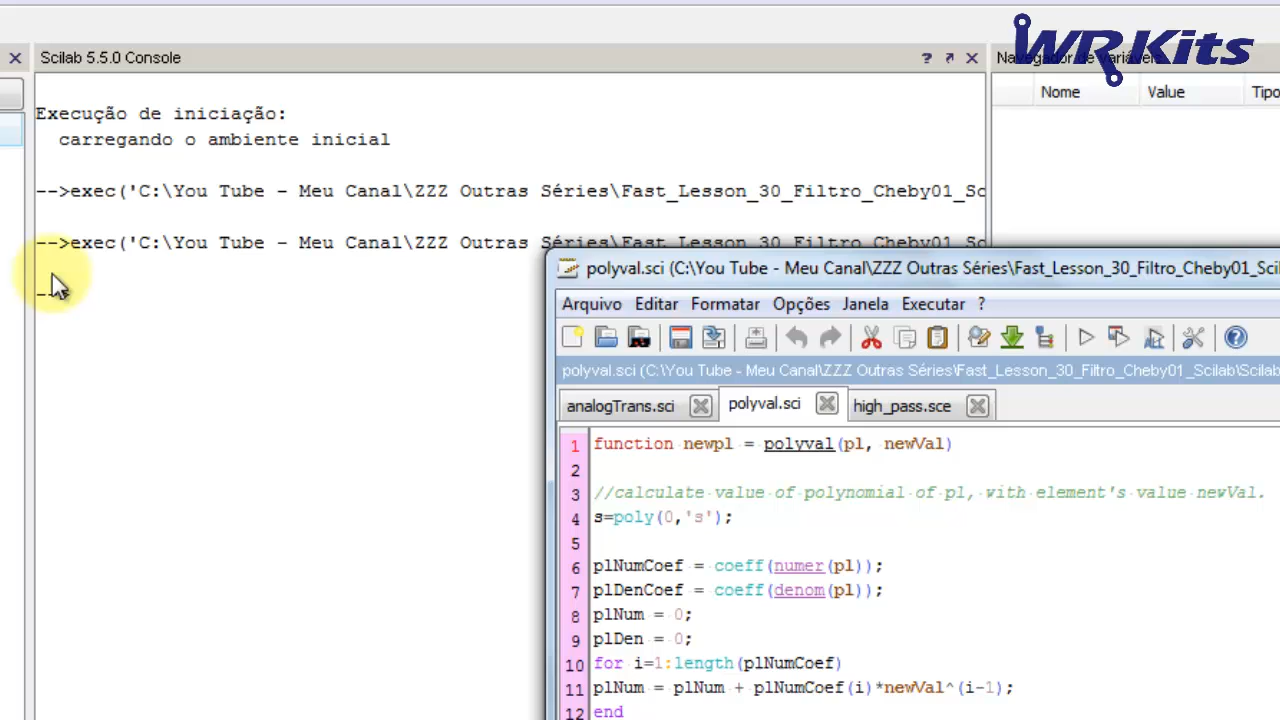 WR Kits
Scilab 5.5.0 Console
Navegador de variáveis
Nome Value Tipo
Execução de iniciação:
carregando o ambiente inicial
-->exec('C:\You Tube - Meu Canal\ZZZ Outras Séries\Fast_Lesson_30_Filtro_Cheby01_Sc
-->exec('C:\You Tube - Meu Canal\ZZZ Outras Séries\Fast_Lesson_30_Filtro_Cheby01_Sc
polyval.sci (C:\You Tube - Meu Canal\ZZZ Outras Séries\Fast_Lesson_30_Filtro_Cheby01_Scil
Arquivo Editar Formatar Opções Janela Executar ?
polyval.sci (C:\You Tube - Meu Canal\ZZZ Outras Séries\Fast_Lesson_30_Filtro_Cheby01_Scilab\Scilab
analogTrans.sci polyval.sci high_pass.sce
1 function newpl = polyval(pl, newVal)
2
3 //calculate value of polynomial of pl, with element's value newVal.
4 s=poly(0,'s');
5
6 plNumCoef = coeff(numer(pl));
7 plDenCoef = coeff(denom(pl));
8 plNum = 0;
9 plDen = 0;
10 for i=1:length(plNumCoef)
11 plNum = plNum + plNumCoef(i)*newVal^(i-1);
12 end